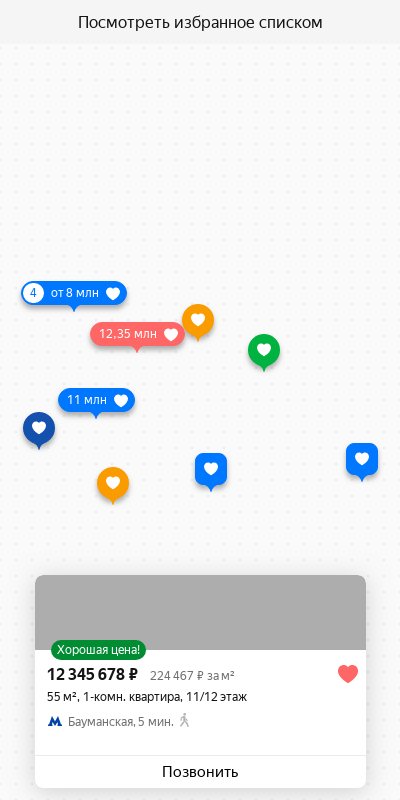 Посмотреть избранное списком
4 от 8 млн
12,35 млн
11 млн
Хорошая цена!
12 345 678 ₽ 224 467 ₽ за м²
55 м², 1-комн. квартира, 11/12 этаж
Бауманская, 5 мин.
Позвонить